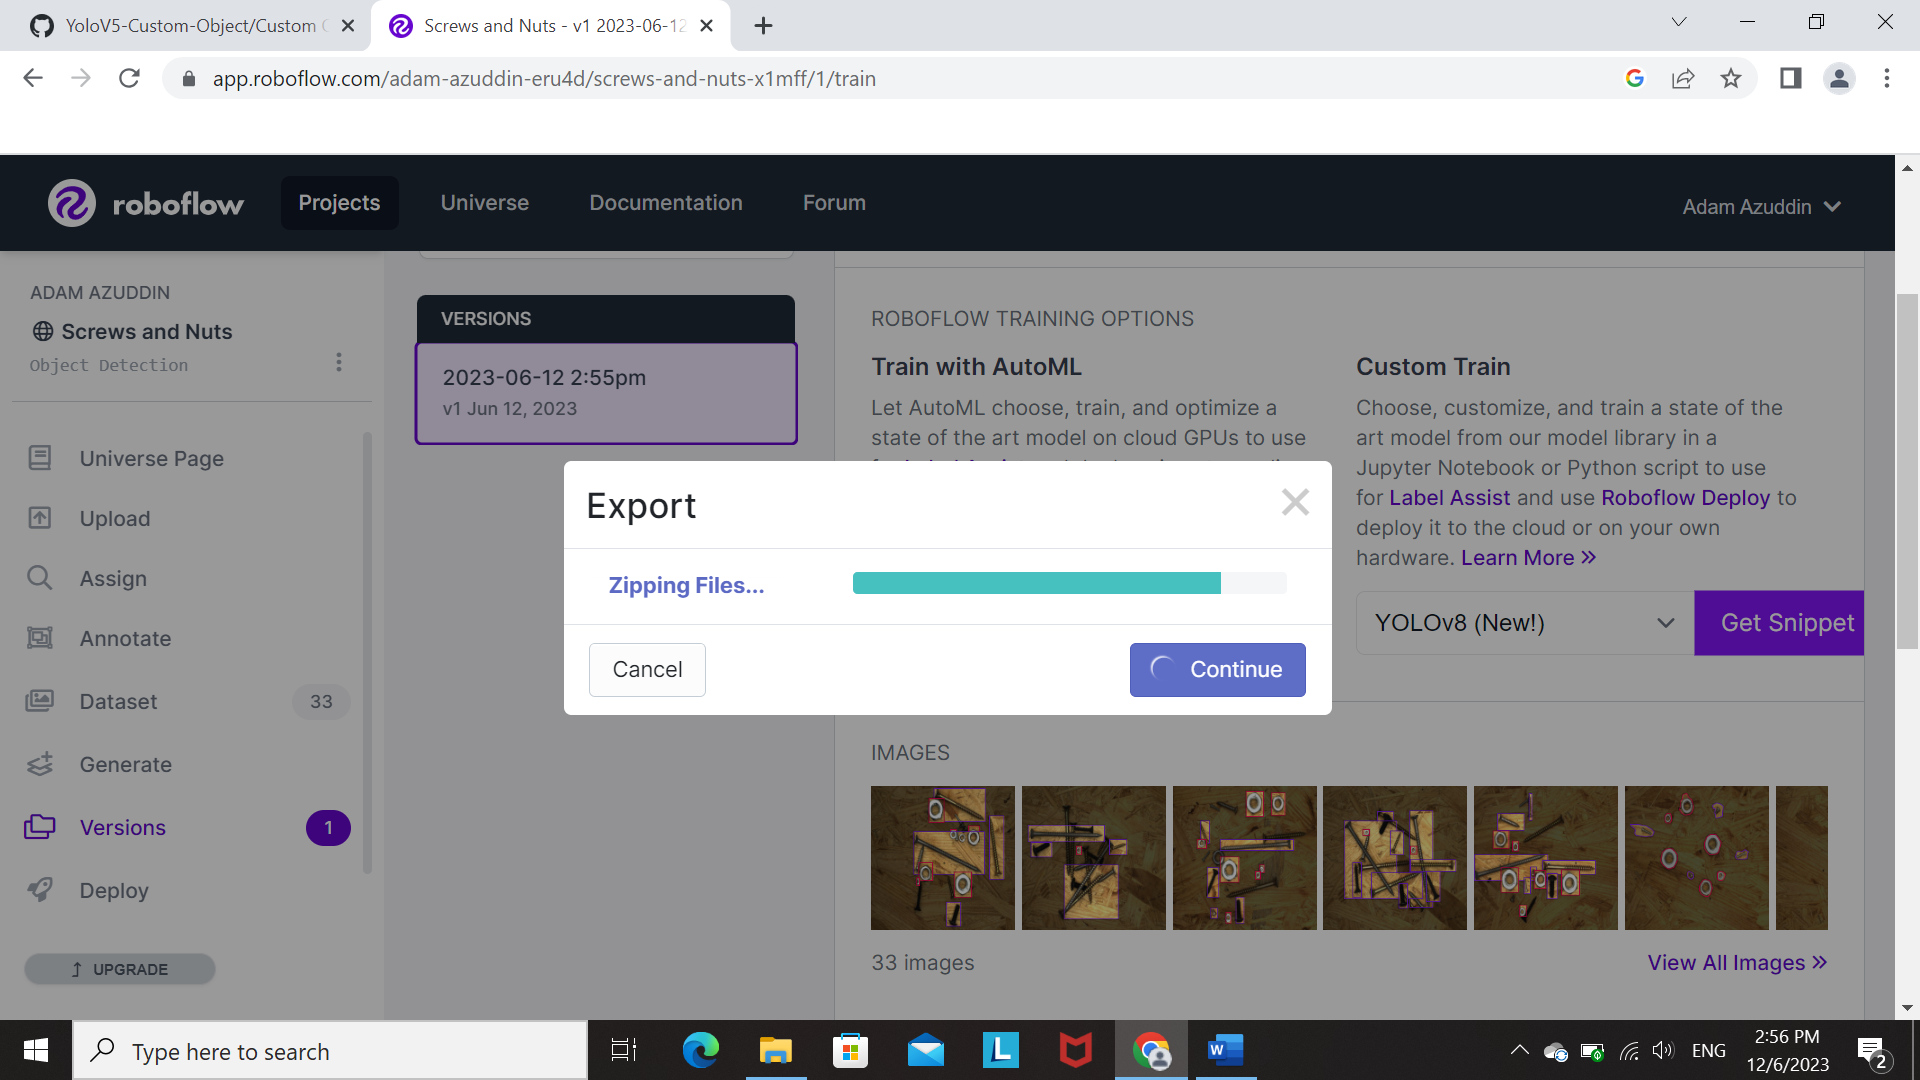 YoloV5-Custom-Object/Custom
Screws and Nuts - v1 2023-06-12
app.roboflow.com/adam-azuddin-eru4d/screws-and-nuts-x1mff/1/train
roboflow
Projects
Universe
Documentation
Forum
Adam Azuddin
ADAM AZUDDIN
Screws and Nuts
Object Detection
Universe Page
Upload
Assign
Annotate
Dataset 33
Generate
Versions 1
Deploy
UPGRADE
VERSIONS
2023-06-12 2:55pm
v1 Jun 12, 2023
ROBOFLOW TRAINING OPTIONS
Train with AutoML
Let AutoML choose, train, and optimize a
state of the art model on cloud GPUs to use
Custom Train
Choose, customize, and train a state of the
art model from our model library in a
Jupyter Notebook or Python script to use
for Label Assist and use Roboflow Deploy to
deploy it to the cloud or on your own
hardware. Learn More »
YOLOv8 (New!)
Get Snippet
Export
Zipping Files...
Cancel
Continue
IMAGES
33 images
View All Images »
Type here to search
L
W
ENG
2:56 PM
12/6/2023
2